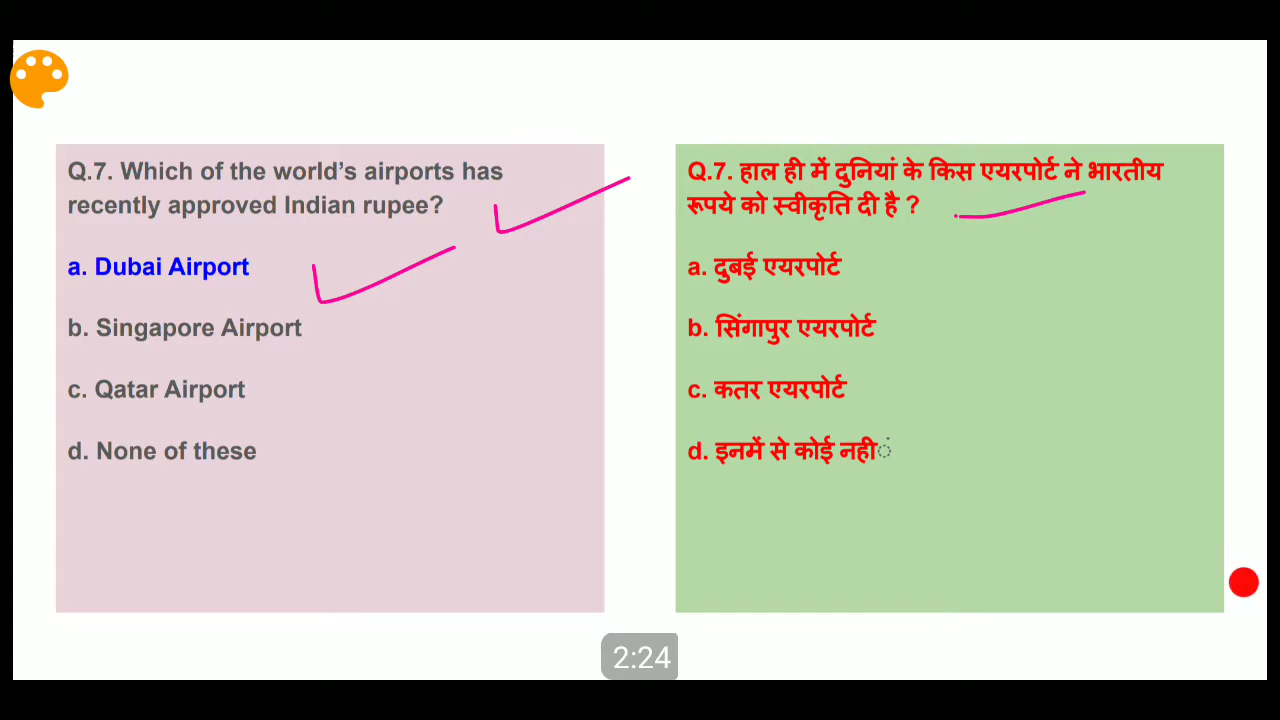 Q.7. Which of the world's airports has
recently approved Indian rupee?
a. Dubai Airport
b. Singapore Airport
c. Qatar Airport
d. None of these
Q.7. हाल ही में दुनियां के किस एयरपोर्ट ने भारतीय
रूपये को स्वीकृति दी है ?
a. दुबई एयरपोर्ट
b. सिंगापुर एयरपोर्ट
c. कतर एयरपोर्ट
d. इनमें से कोई नहीं
2:24